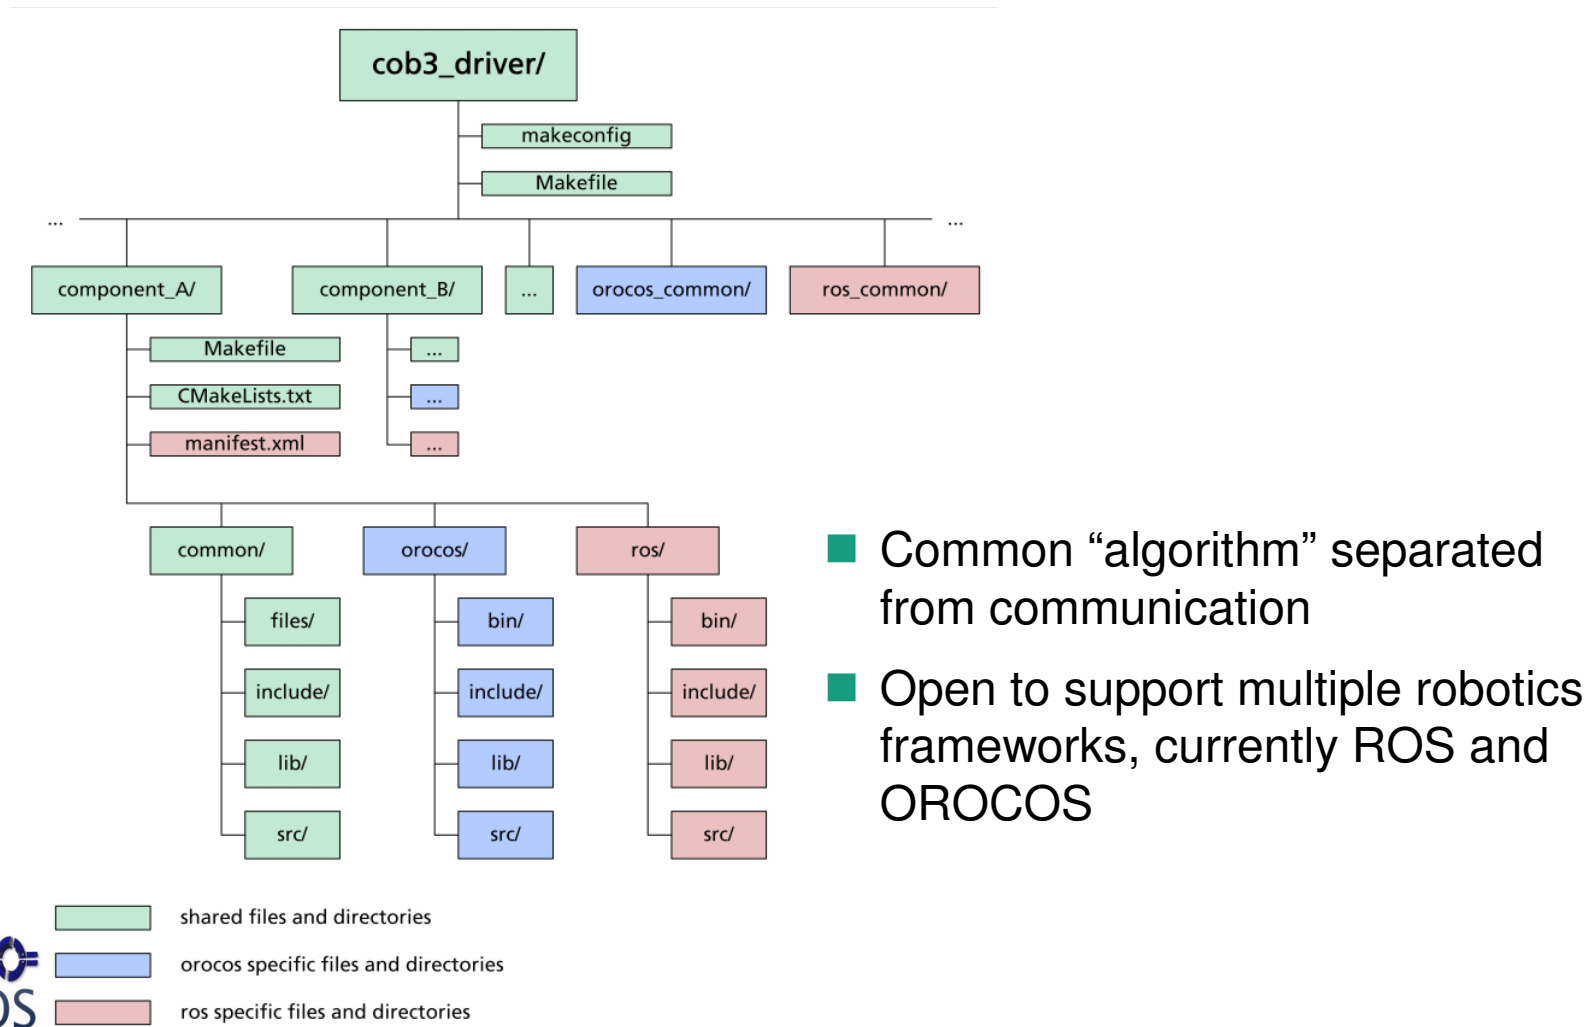 cob3_driver/
makeconfig
Makefile
... ...
component_A/ component_B/ ... orocos_common/ ros_common/
Makefile ...
CMakeLists.txt ...
manifest.xml ...
common/ orocos/ ros/
files/ bin/ bin/
include/ include/ include/
lib/ lib/ lib/
src/ src/ src/
Common “algorithm” separated
from communication
Open to support multiple robotics
frameworks, currently ROS and
OROCOS
shared files and directories
orocos specific files and directories
ros specific files and directories